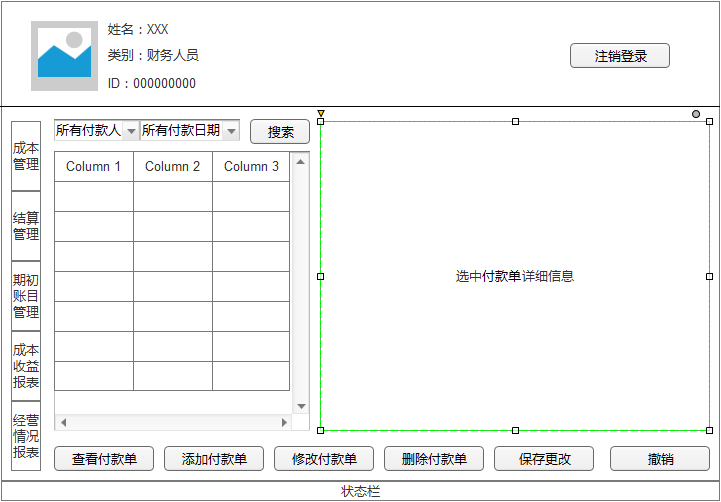 姓名：XXX
类别：财务人员
ID：000000000
注销登录
成本
管理
结算
管理
期初
账目
管理
成本
收益
报表
经营
情况
报表
所有付款人
所有付款日期
搜索
Column 1
Column 2
Column 3
选中付款单详细信息
查看付款单
添加付款单
修改付款单
删除付款单
保存更改
撤销
状态栏